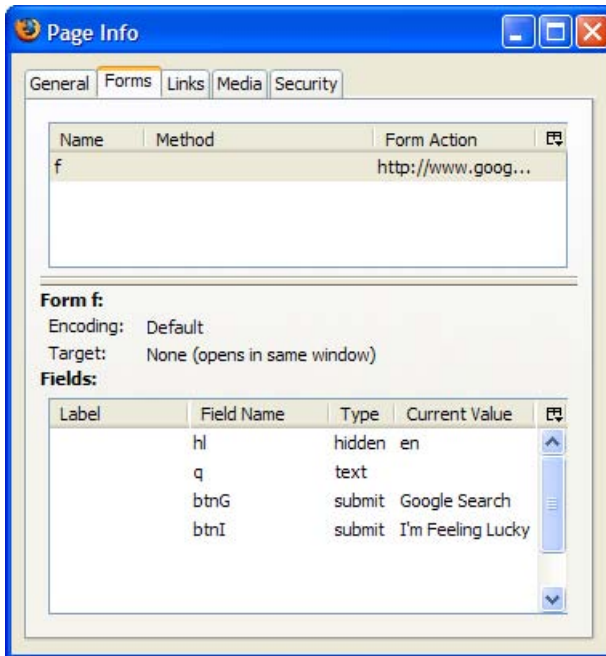 Page Info
General Forms Links Media Security
Name Method Form Action
f http://www.goog...
Form f:
Encoding: Default
Target: None (opens in same window)
Fields:
Label Field Name Type Current Value
hl hidden en
q text
btnG submit Google Search
btnI submit I'm Feeling Lucky